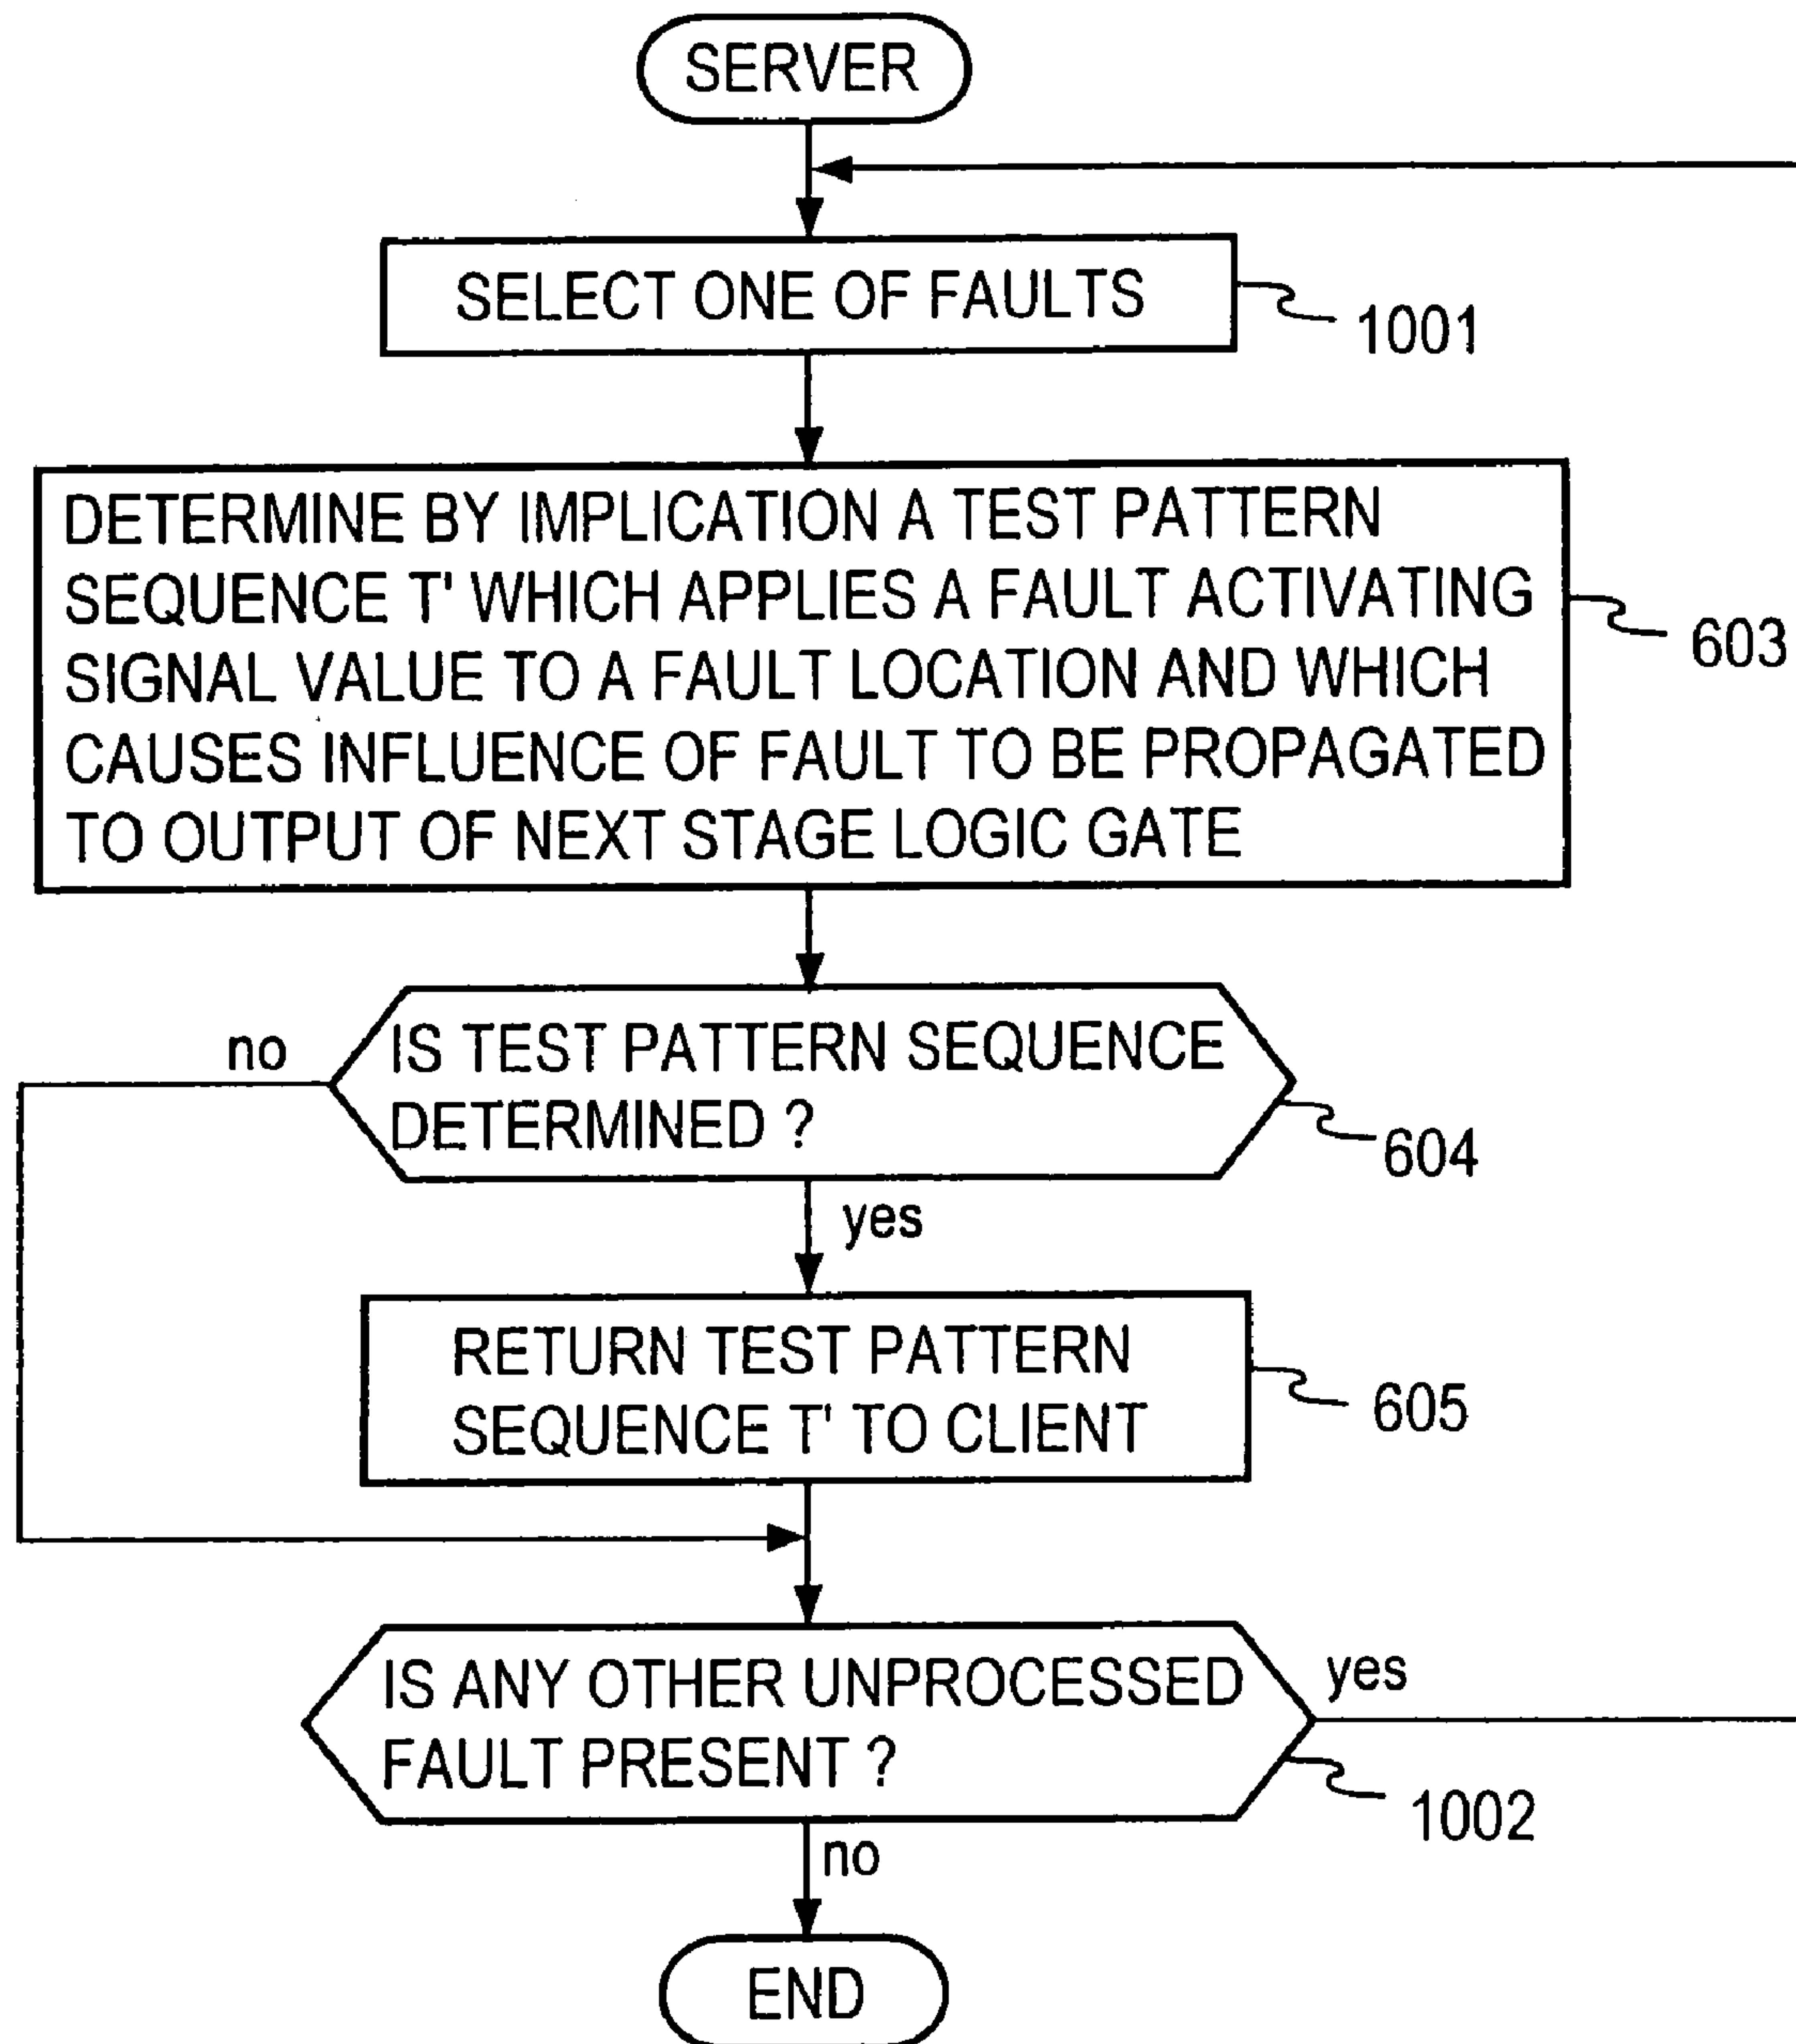 SERVER
SELECT ONE OF FAULTS
1001
DETERMINE BY IMPLICATION A TEST PATTERN
SEQUENCE T' WHICH APPLIES A FAULT ACTIVATING
SIGNAL VALUE TO A FAULT LOCATION AND WHICH
CAUSES INFLUENCE OF FAULT TO BE PROPAGATED
TO OUTPUT OF NEXT STAGE LOGIC GATE
603
no
IS TEST PATTERN SEQUENCE
DETERMINED ?
604
yes
RETURN TEST PATTERN
SEQUENCE T' TO CLIENT
605
IS ANY OTHER UNPROCESSED
FAULT PRESENT ?
yes
1002
no
END